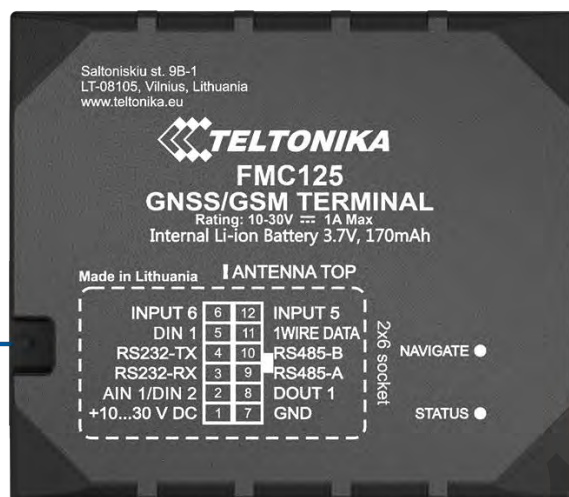 Saltoniskiu st. 9B-1
LT-08105, Vilnius, Lithuania
www.teltonika.eu
TELTONIKA
FMC125
GNSS/GSM TERMINAL
Rating: 10-30V ⎓ 1A Max
Internal Li-ion Battery 3.7V, 170mAh
Made in Lithuania ANTENNA TOP
INPUT 6 6 12 INPUT 5
DIN 1 5 11 1WIRE DATA
RS232-TX 4 10 RS485-B
RS232-RX 3 9 RS485-A
AIN 1/DIN 2 2 8 DOUT 1
+10...30 V DC 1 7 GND
2x6 socket
NAVIGATE
STATUS